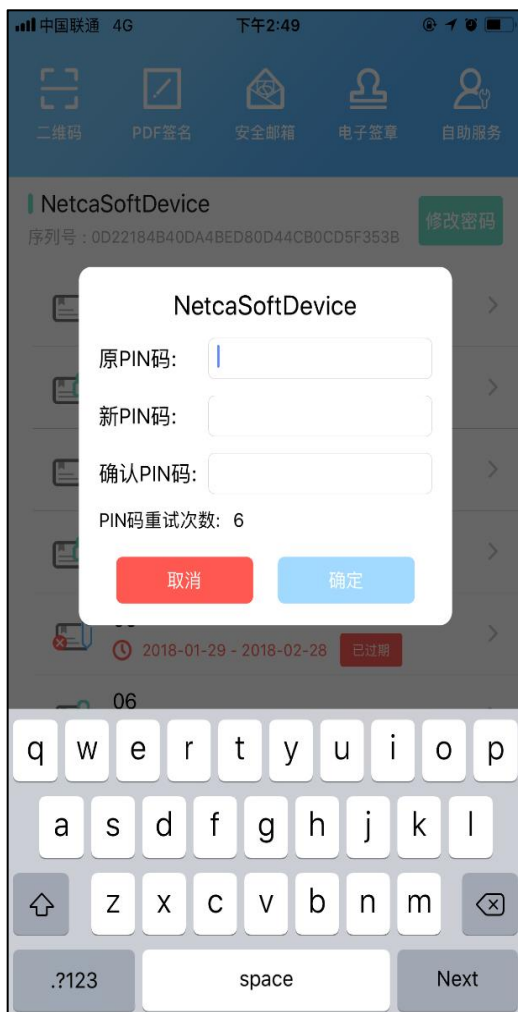 中国联通 4G 下午2:49
二维码 PDF签名 安全邮箱 电子签章 自助服务
NetcaSoftDevice
序列号：0D22184B40DA4BED80D44CB0CD5F353B
修改密码
NetcaSoftDevice
原PIN码:
新PIN码:
确认PIN码:
PIN码重试次数: 6
取消 确定
2018-01-29 - 2018-02-28 已过期
06
q w e r t y u i o p
a s d f g h j k l
z x c v b n m
.?123 space Next